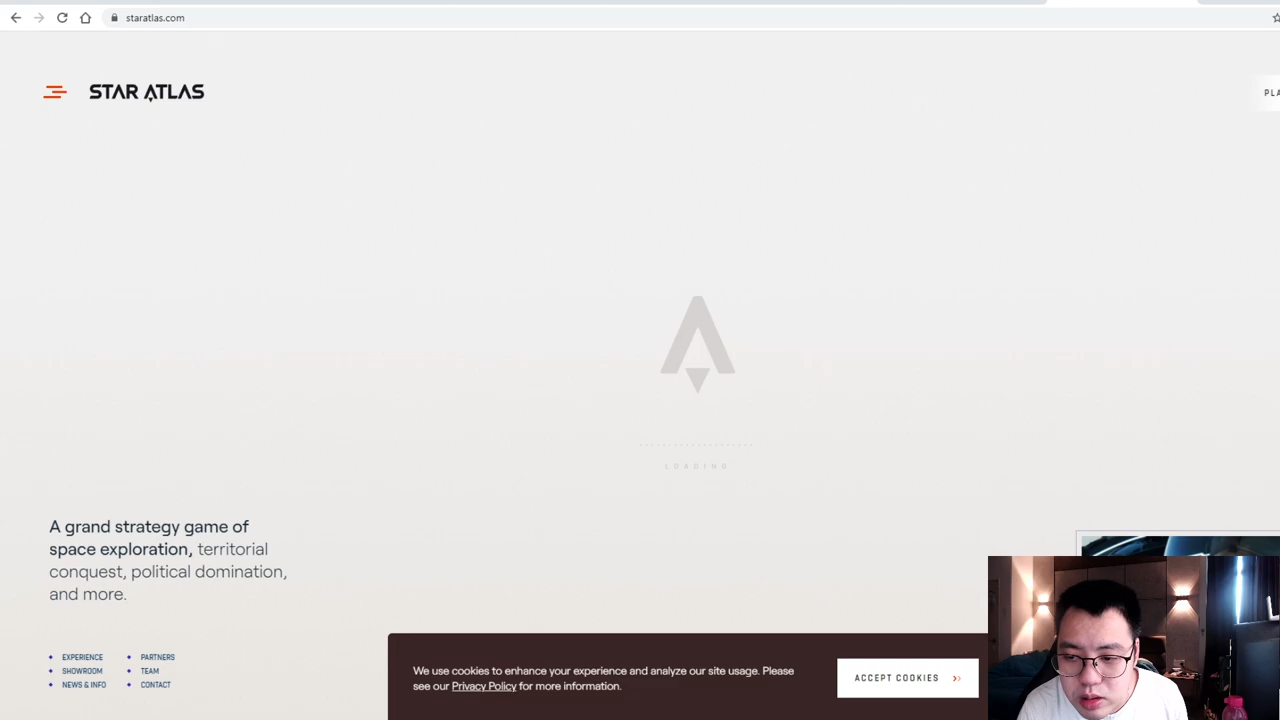 staratlas.com
STAR ATLAS
PLA
LOADING
A grand strategy game of
space exploration, territorial
conquest, political domination,
and more.
EXPERIENCE
SHOWROOM
NEWS & INFO
PARTNERS
TEAM
CONTACT
We use cookies to enhance your experience and analyze our site usage. Please
see our Privacy Policy for more information.
ACCEPT COOKIES